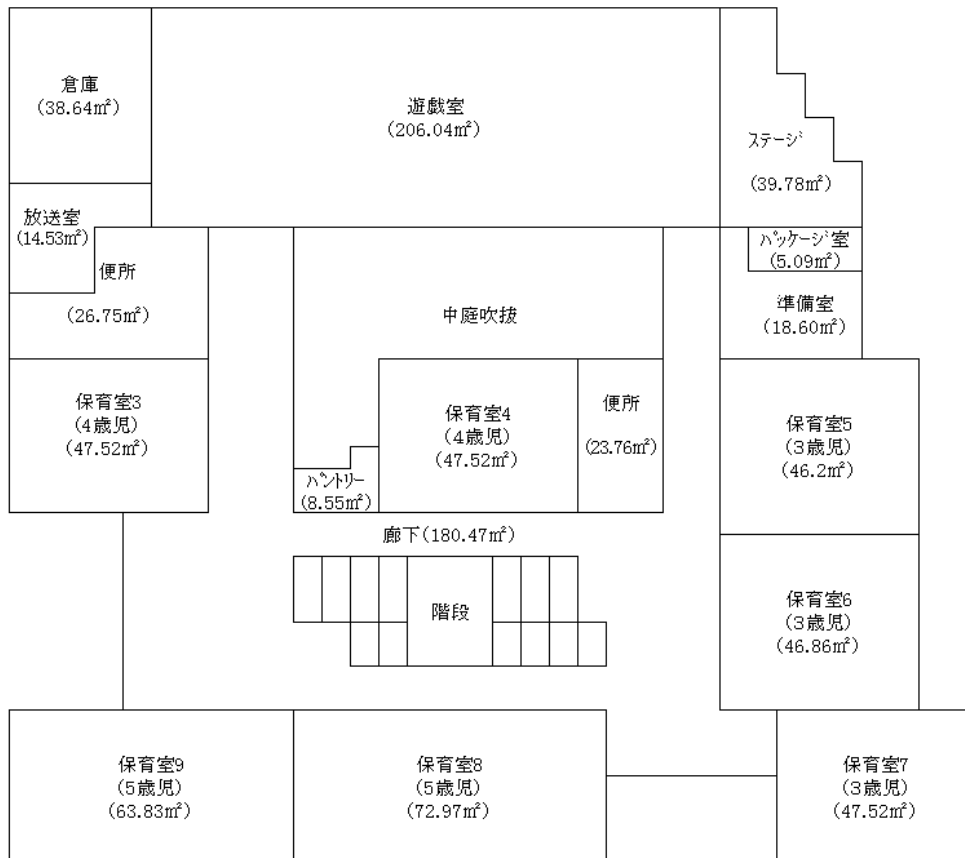 倉庫
(38.64㎡)
遊戯室
(206.04㎡)
ｽﾃｰｼﾞ
(39.78㎡)
放送室
(14.53㎡)
便所
(26.75㎡)
中庭吹抜
ﾊﾟｯｹｰｼﾞ室
(5.09㎡)
準備室
(18.60㎡)
保育室3
(4歳児)
(47.52㎡)
保育室4
(4歳児)
(47.52㎡)
便所
(23.76㎡)
ﾊﾟﾝﾄﾘｰ
(8.55㎡)
保育室5
(3歳児)
(46.2㎡)
廊下(180.47㎡)
階段
保育室6
(3歳児)
(46.86㎡)
保育室9
(5歳児)
(63.83㎡)
保育室8
(5歳児)
(72.97㎡)
保育室7
(3歳児)
(47.52㎡)